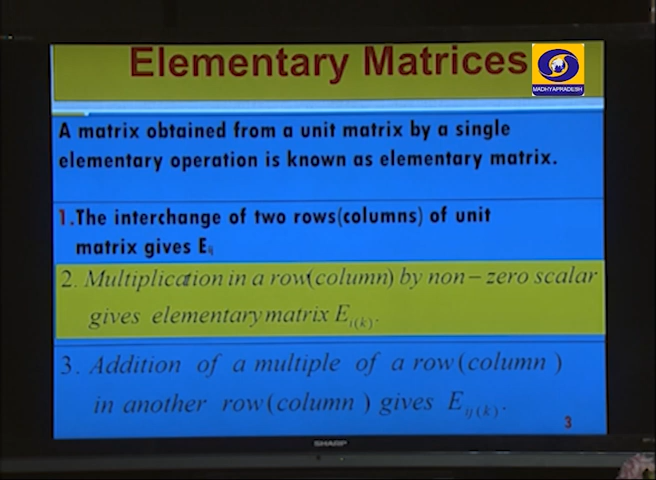 Elementary Matrices
MADHYAPRADESH
A matrix obtained from a unit matrix by a single
elementary operation is known as elementary matrix.
1.The interchange of two rows(columns) of unit
matrix gives Eij
2. Multiplication in a row(column) by non-zero scalar
gives elementary matrix Ei(k).
3. Addition of a multiple of a row(column)
in another row(column) gives Eij(k).
3
SHARP